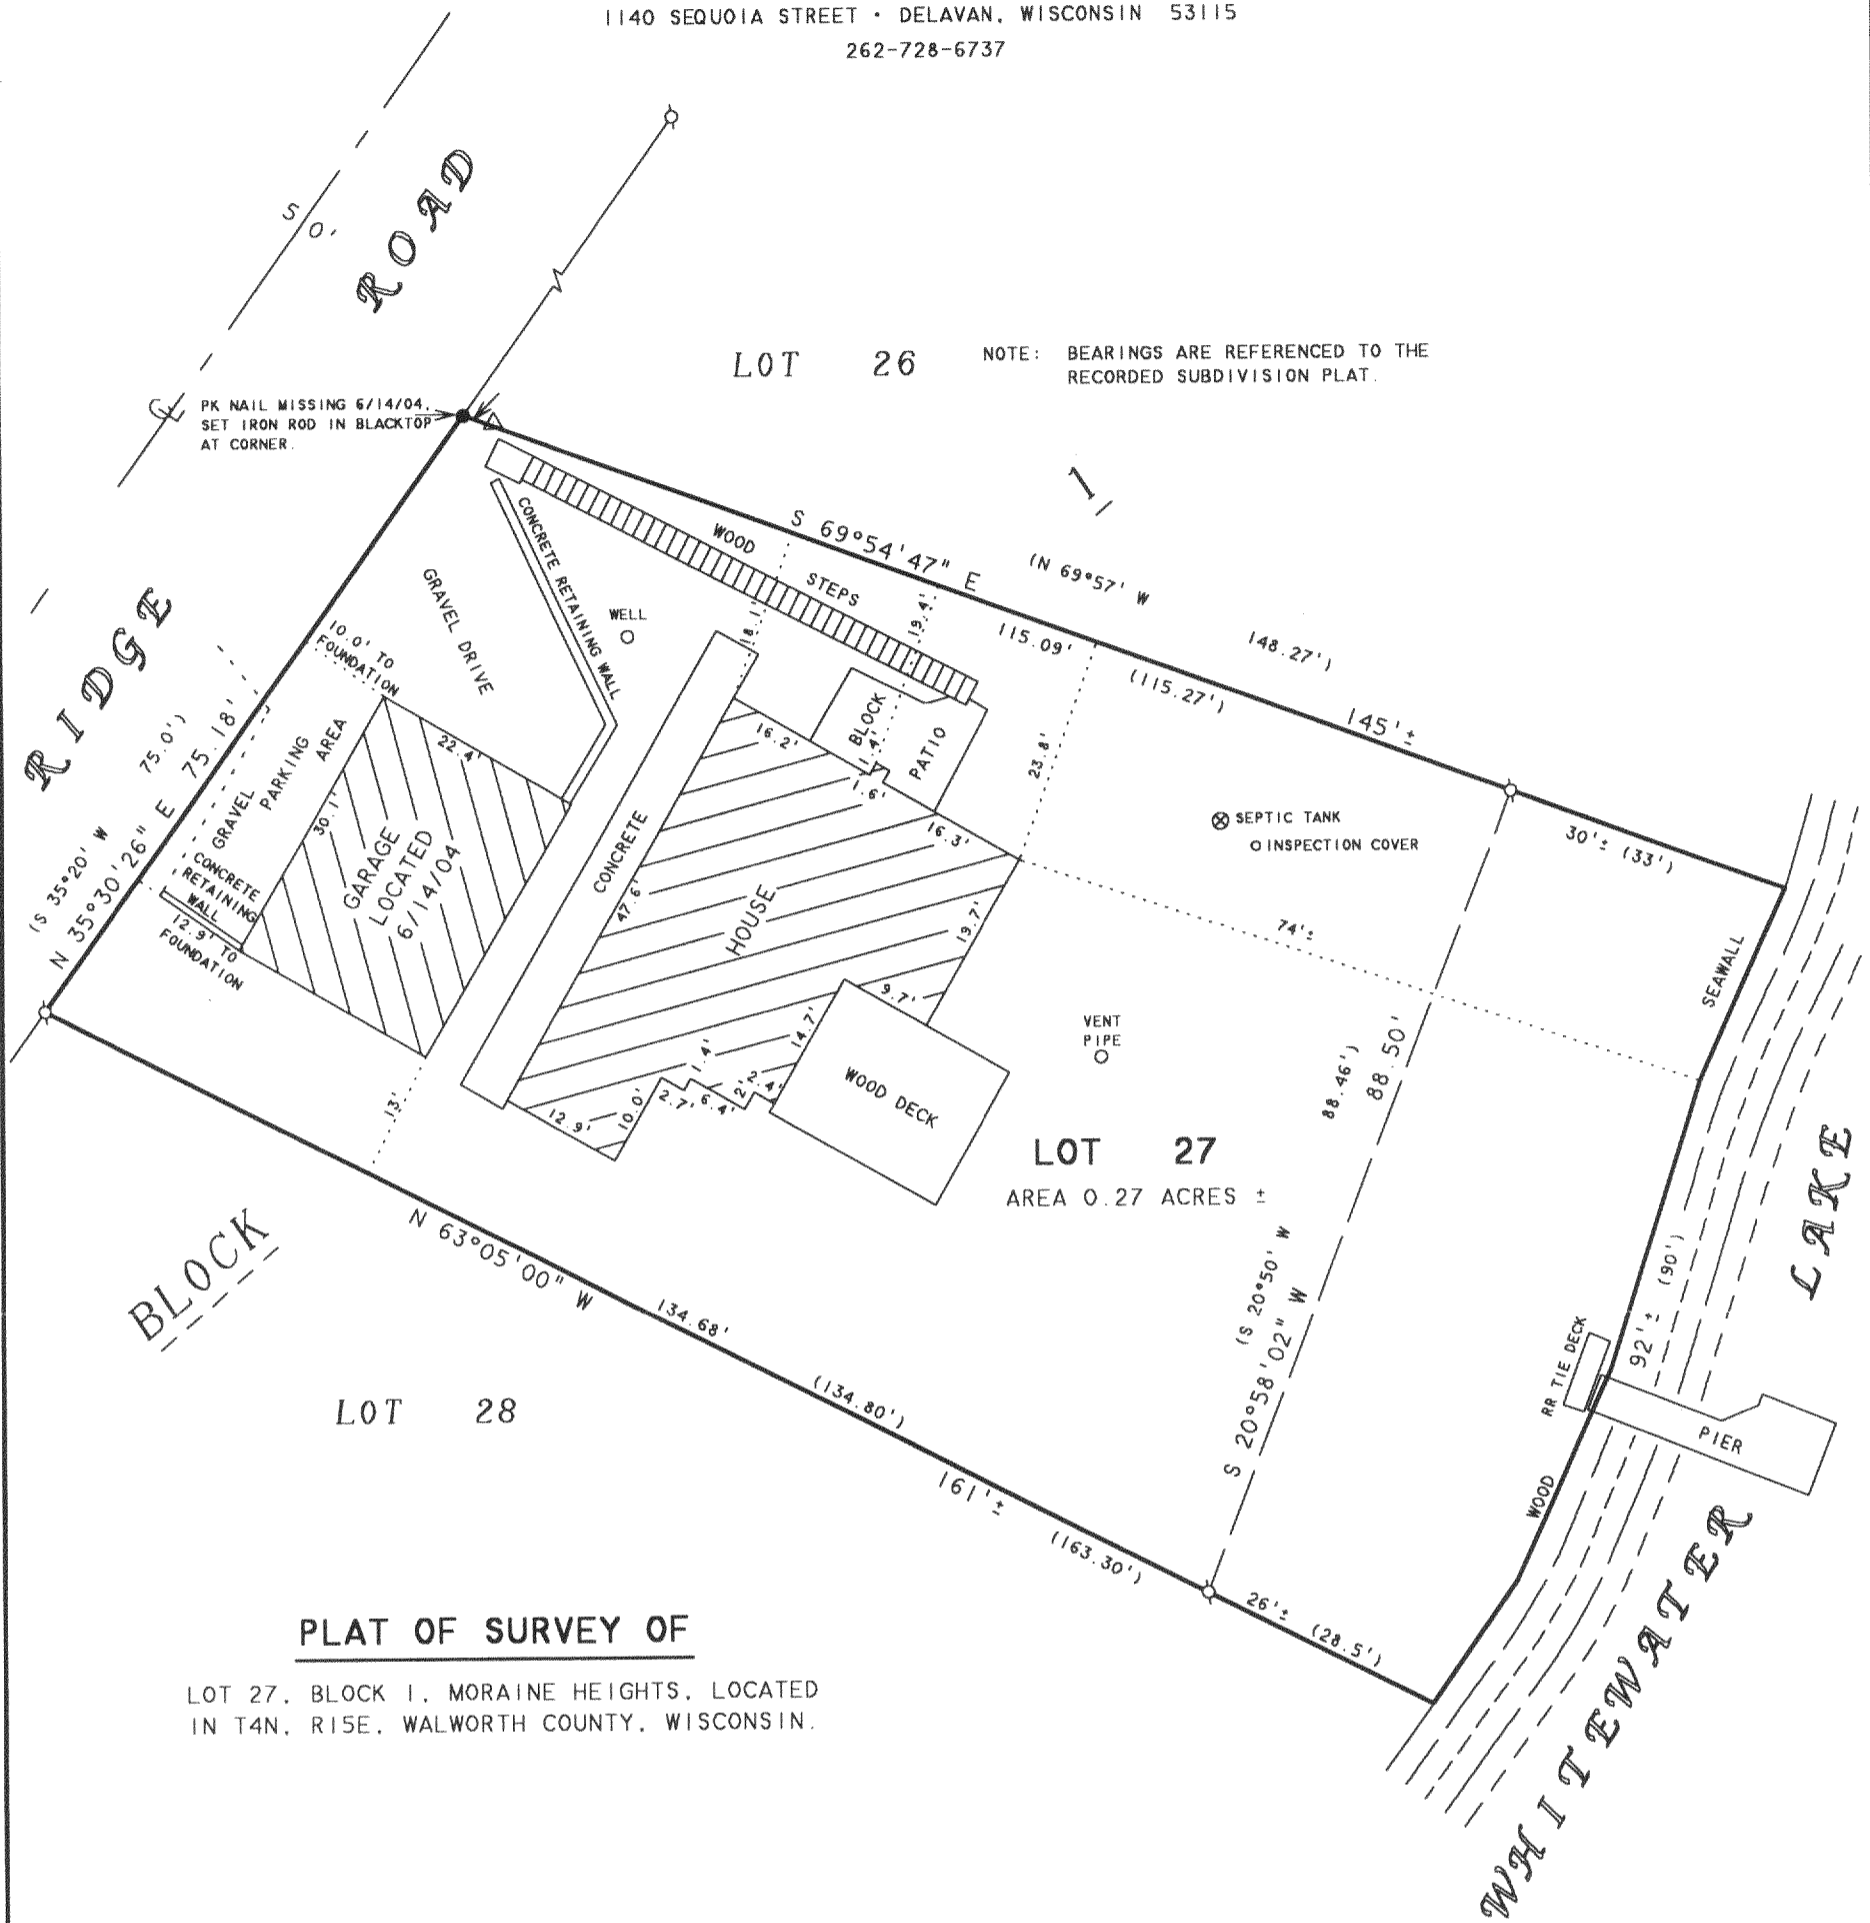 1140 SEQUOIA STREET • DELAVAN, WISCONSIN 53115
262-728-6737
ROAD
50'
LOT 26
NOTE: BEARINGS ARE REFERENCED TO THE
RECORDED SUBDIVISION PLAT.
PK NAIL MISSING 6/14/04.
SET IRON ROD IN BLACKTOP
AT CORNER.
1
S 69°54'47" E
(N 69°57' W
115.09'
148.27')
(115.27')
145'±
30'± (33')
WOOD
STEPS
CONCRETE RETAINING WALL
GRAVEL DRIVE
WELL
18.1'
19.4'
23.8'
10.0' TO
FOUNDATION
RIDGE
75.0')
75.18'
(S 35°20' W
N 35°30'26" E
GRAVEL
PARKING
AREA
22.4'
30.1'
GARAGE
LOCATED
6/14/04
CONCRETE
RETAINING
WALL
12.9' TO
FOUNDATION
CONCRETE
16.2'
BLOCK
PATIO
1.4'
1.6'
16.3'
47.6'
HOUSE
19.7'
9.7'
14.7'
1.4'
2.4'
2'
6.4'
2.7'
10.0'
12.9'
13'
WOOD DECK
SEPTIC TANK
INSPECTION COVER
74'±
VENT
PIPE
SEAWALL
88.46')
88.50'
LOT 27
AREA 0.27 ACRES ±
(S 20°50' W
S 20°58'02" W
(90')
92'±
RR TIE DECK
PIER
WOOD
LAKE
WHITEWATER
BLOCK
N 63°05'00" W
134.68'
(134.80')
161'±
(163.30')
26'±
(28.5')
LOT 28
PLAT OF SURVEY OF
LOT 27, BLOCK 1, MORAINE HEIGHTS, LOCATED
IN T4N, R15E, WALWORTH COUNTY, WISCONSIN.